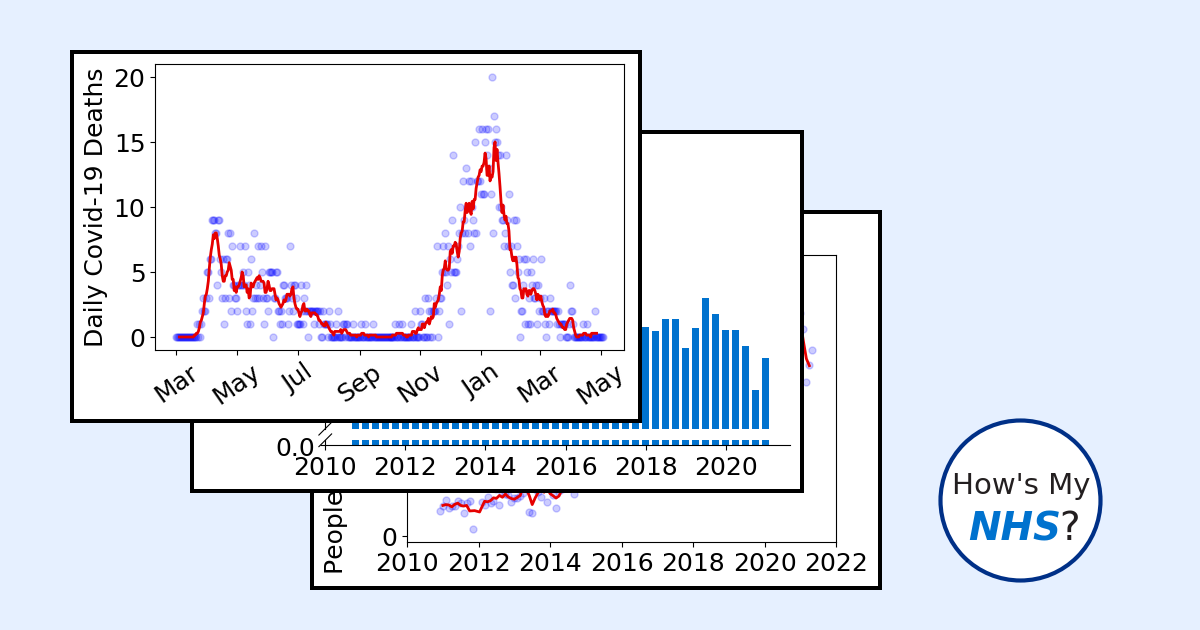 Daily Covid-19 Deaths
20
15
10
5
0
Mar May Jul Sep Nov Jan Mar May
0.0
2010 2012 2014 2016 2018 2020
People
0
2010 2012 2014 2016 2018 2020 2022
How's My
NHS?